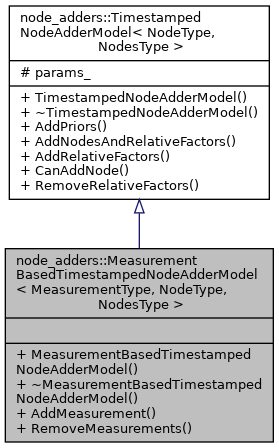 node_adders::Timestamped
NodeAdderModel< NodeType,
NodesType >
# params_
+ TimestampedNodeAdderModel()
+ ~TimestampedNodeAdderModel()
+ AddPriors()
+ AddNodesAndRelativeFactors()
+ AddRelativeFactors()
+ CanAddNode()
+ RemoveRelativeFactors()
node_adders::Measurement
BasedTimestampedNodeAdderModel
< MeasurementType, NodeType,
NodesType >
+ MeasurementBasedTimestamped
NodeAdderModel()
+ ~MeasurementBasedTimestamped
NodeAdderModel()
+ AddMeasurement()
+ RemoveMeasurements()